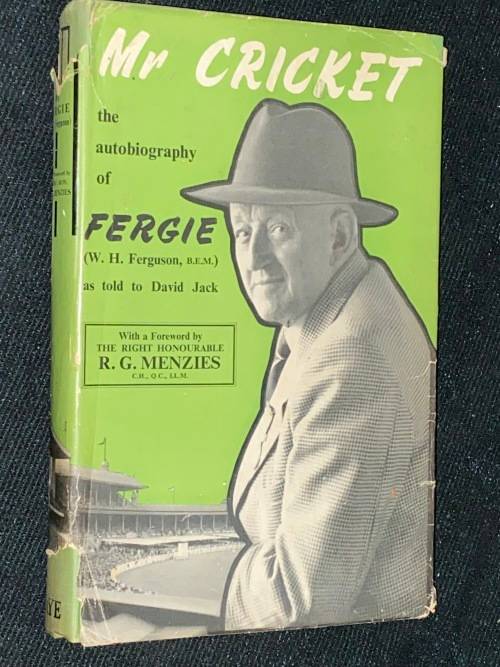 Mr CRICKET
the
autobiography
of
FERGIE
(W. H. Ferguson, B.E.M.)
as told to David Jack
With a Foreword by
THE RIGHT HONOURABLE
R. G. MENZIES
C.H., Q.C., LL.M.